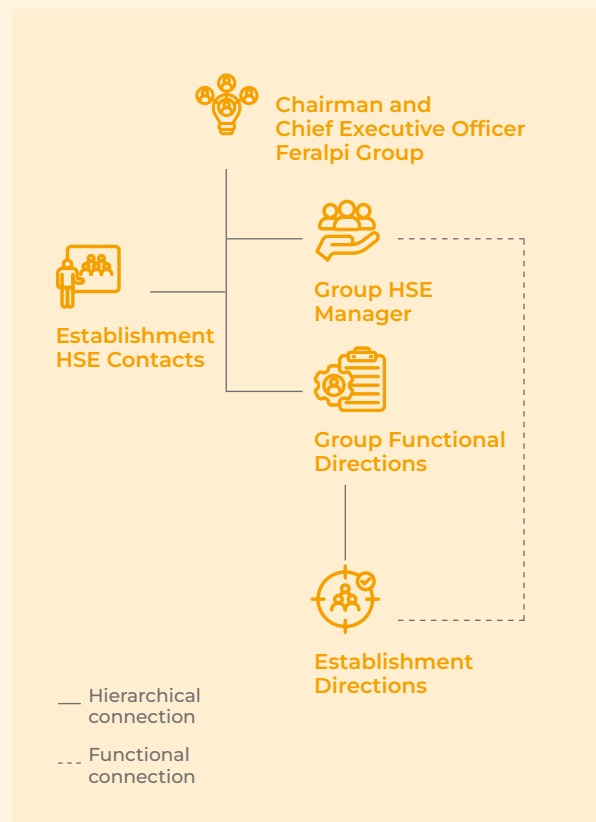 Chairman and
Chief Executive Officer
Feralpi Group
Group HSE
Manager
Establishment
HSE Contacts
Group Functional
Directions
Establishment
Directions
Hierarchical
connection
Functional
connection